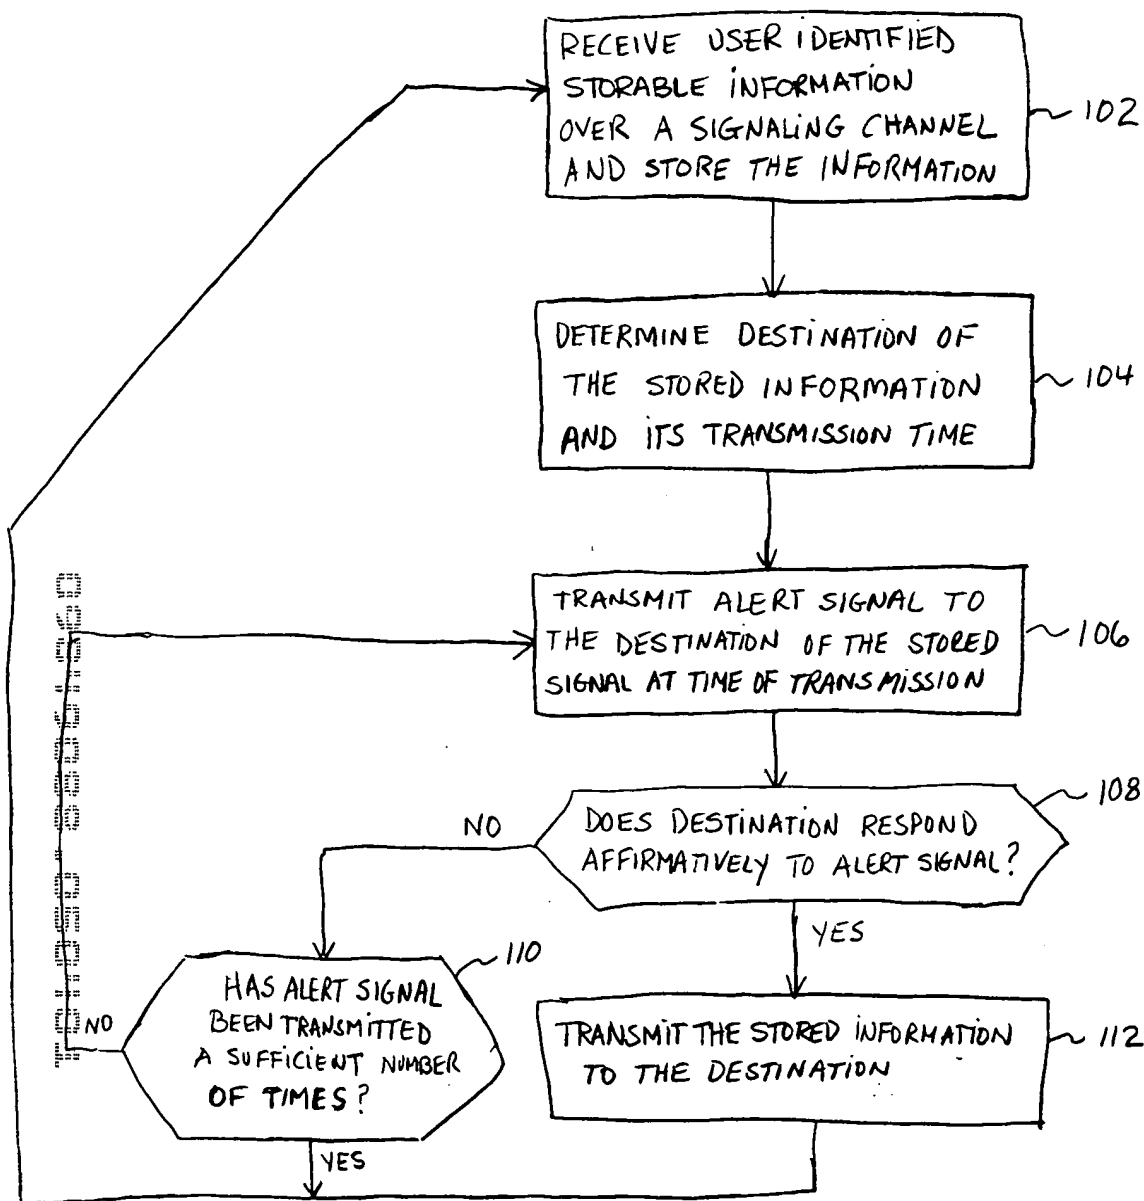 RECEIVE USER IDENTIFIED
STORABLE INFORMATION
OVER A SIGNALING CHANNEL
AND STORE THE INFORMATION
102
DETERMINE DESTINATION OF
THE STORED INFORMATION
AND ITS TRANSMISSION TIME
104
TRANSMIT ALERT SIGNAL TO
THE DESTINATION OF THE STORED
SIGNAL AT TIME OF TRANSMISSION
106
DOES DESTINATION RESPOND
AFFIRMATIVELY TO ALERT SIGNAL?
108
NO
YES
HAS ALERT SIGNAL
BEEN TRANSMITTED
A SUFFICIENT NUMBER
OF TIMES?
110
NO
YES
TRANSMIT THE STORED INFORMATION
TO THE DESTINATION
112